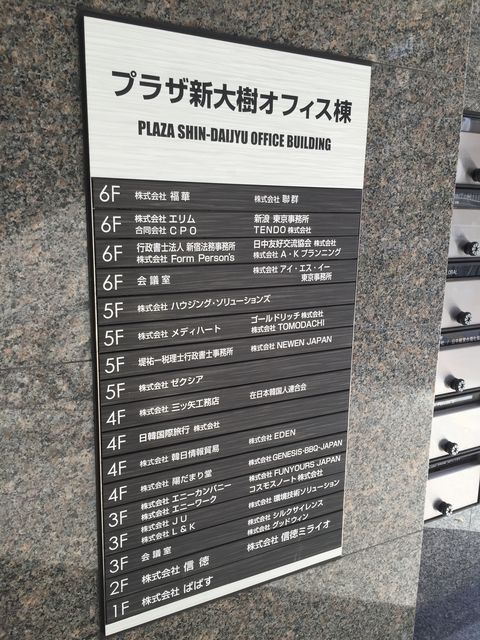 プラザ新大樹オフィス棟
PLAZA SHIN-DAIJYU OFFICE BUILDING
6F 株式会社 福華 株式会社 聯群
6F 株式会社 エリム 新浪 東京事務所
合同会社 CPO TENDO 株式会社
6F 行政書士法人 新宿法務事務所 日中友好交流協会 株式会社
株式会社 Form Person's 株式会社 A・K プランニング
6F 会議室 株式会社 アイ・エス・イー
東京事務所
5F 株式会社 ハウジング・ソリューションズ
5F 株式会社 メディハート ゴールドリッチ 株式会社
株式会社 TOMODACHI
5F 堤祐一税理士行政書士事務所 株式会社 NEWEN JAPAN
5F 株式会社 ゼクシア
4F 株式会社 三ッ矢工務店 在日本韓国人連合会
4F 日韓国際旅行 株式会社
4F 株式会社 韓日情報貿易 株式会社 EDEN
4F 株式会社 陽だまり堂 株式会社 GENESIS-BBQ-JAPAN
3F 株式会社 エニーカンパニー 株式会社 FUNYOURS JAPAN
株式会社 エニーワーク コスモスノート 株式会社
3F 株式会社 JU 株式会社 環境技術ソリューション
株式会社 L&K
3F 会議室 株式会社 シルクサイレンス
株式会社 グッドウィン
2F 株式会社 信徳 株式会社 信徳ミライオ
1F 株式会社 ぱぱす